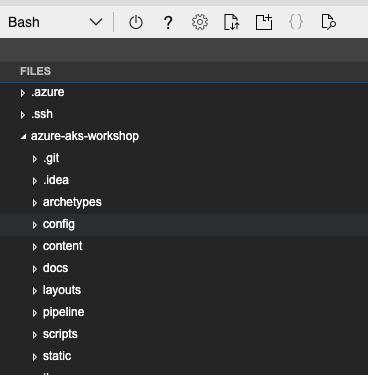 Bash
?
{}
FILES
.azure
.ssh
azure-aks-workshop
.git
.idea
archetypes
config
content
docs
layouts
pipeline
scripts
static